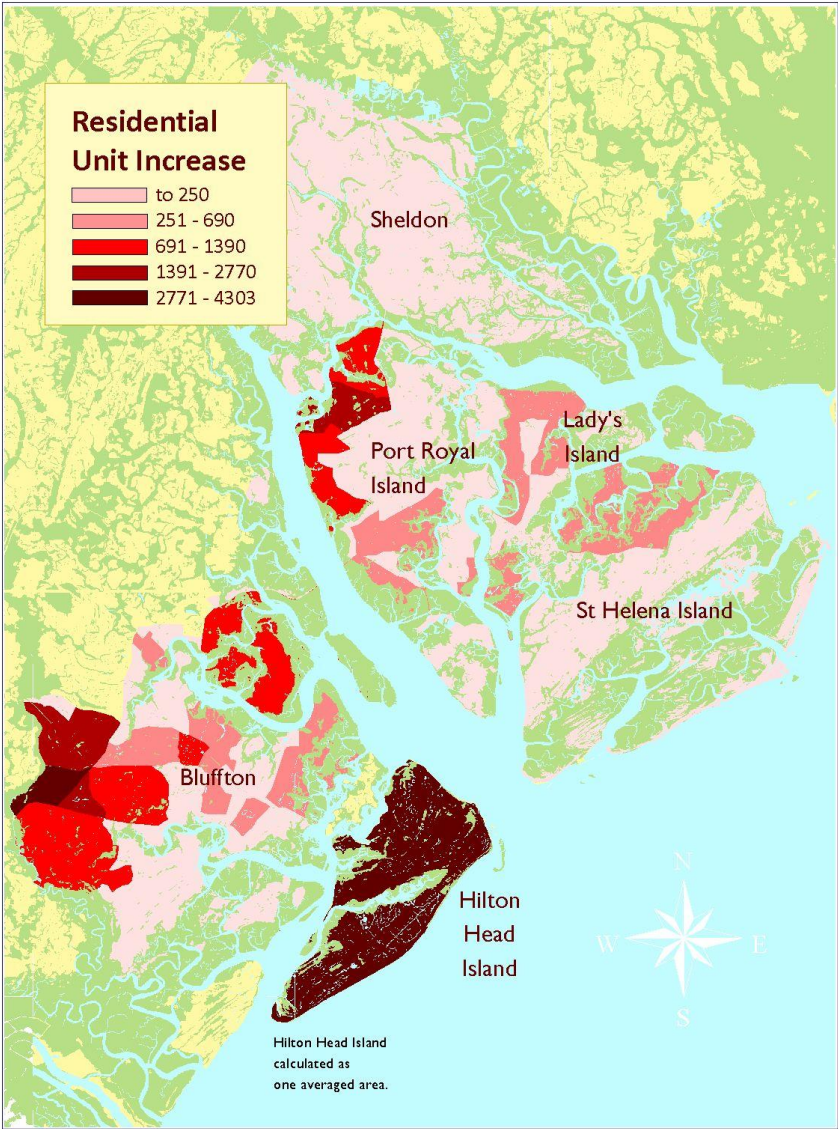 Residential
Unit Increase
to 250
251 - 690
691 - 1390
1391 - 2770
2771 - 4303
Sheldon
Lady's
Island
Port Royal
Island
St Helena Island
Bluffton
Hilton
Head
Island
N
W E
S
Hilton Head Island
calculated as
one averaged area.